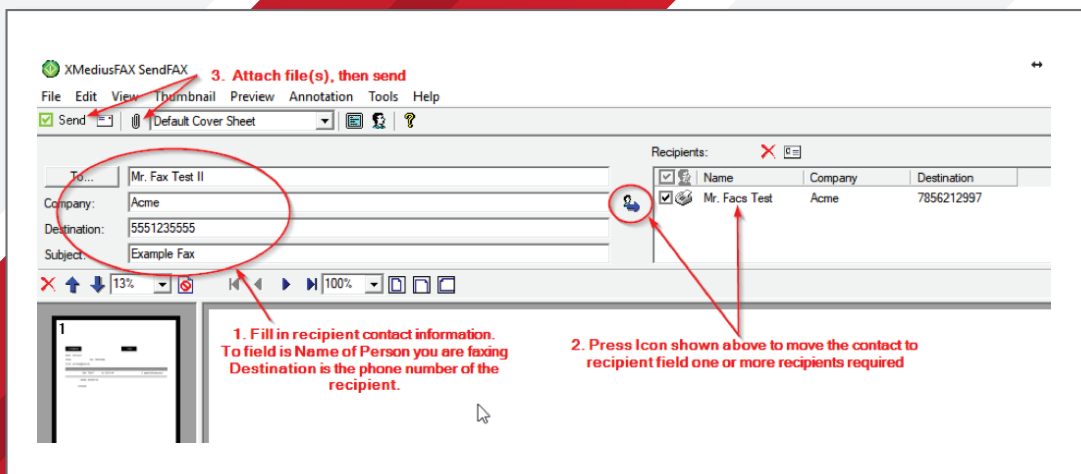 XMediusFAX SendFAX
3. Attach file(s), then send
File Edit View Thumbnail Preview Annotation Tools Help
Send Default Cover Sheet
Recipients:
To... Mr. Fax Test II
Name Company Destination
Company: Acme
Mr. Facs Test Acme 7856212997
Destination: 5551235555
Subject: Example Fax
13% 100%
1
1. Fill in recipient contact information.
To field is Name of Person you are faxing
Destination is the phone number of the
recipient.
2. Press Icon shown above to move the contact to
recipient field one or more recipients required